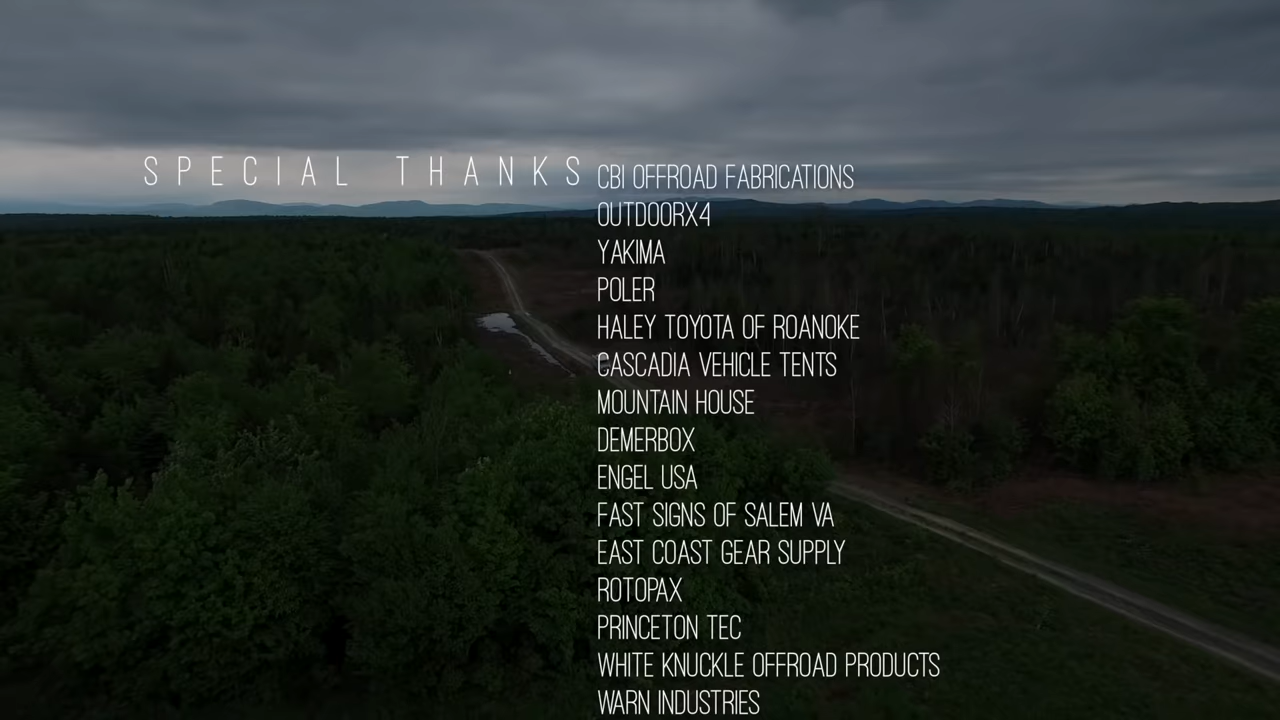 SPECIAL THANKS
CBI OFFROAD FABRICATIONS
OUTDOORX4
YAKIMA
POLER
HALEY TOYOTA OF ROANOKE
CASCADIA VEHICLE TENTS
MOUNTAIN HOUSE
DEMERBOX
ENGEL USA
FAST SIGNS OF SALEM VA
EAST COAST GEAR SUPPLY
ROTOPAX
PRINCETON TEC
WHITE KNUCKLE OFFROAD PRODUCTS
WARN INDUSTRIES